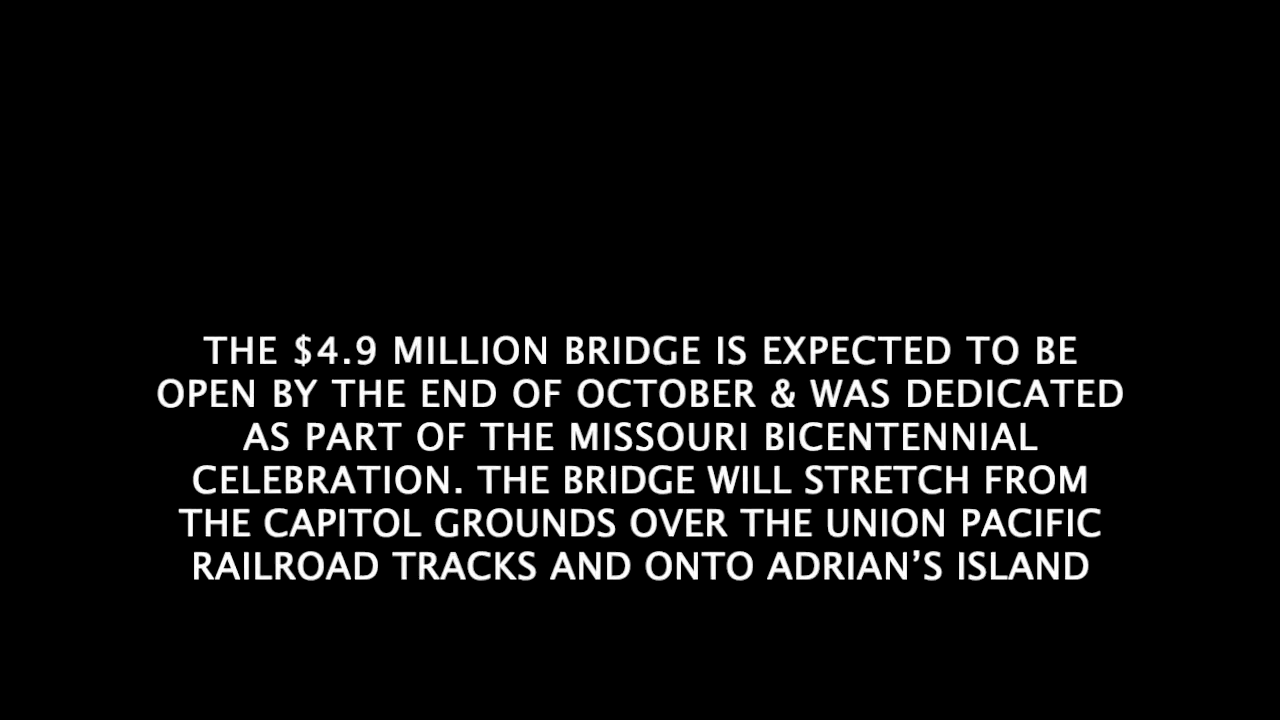 THE $4.9 MILLION BRIDGE IS EXPECTED TO BE
OPEN BY THE END OF OCTOBER & WAS DEDICATED
AS PART OF THE MISSOURI BICENTENNIAL
CELEBRATION. THE BRIDGE WILL STRETCH FROM
THE CAPITOL GROUNDS OVER THE UNION PACIFIC
RAILROAD TRACKS AND ONTO ADRIAN’S ISLAND